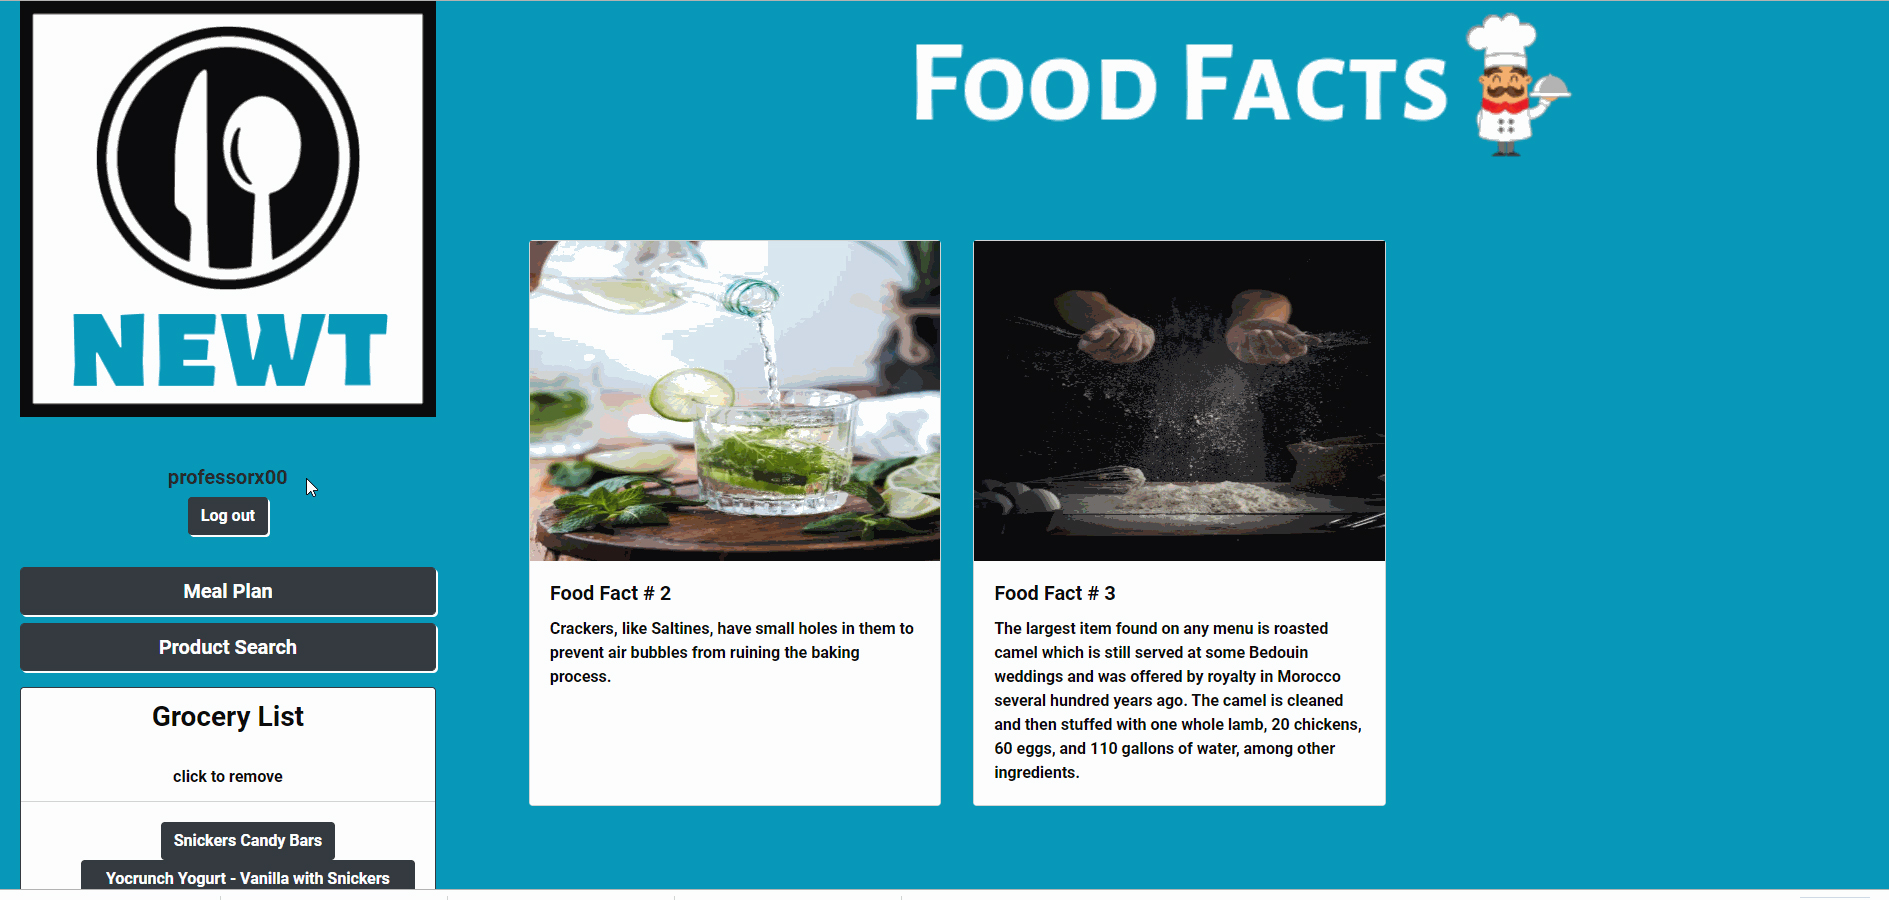 NEWT
professorx00
Log out
Meal Plan
Product Search
Grocery List
click to remove
Snickers Candy Bars
Yocrunch Yogurt - Vanilla with Snickers
FOOD FACTS
Food Fact # 2
Crackers, like Saltines, have small holes in them to
prevent air bubbles from ruining the baking
process.
Food Fact # 3
The largest item found on any menu is roasted
camel which is still served at some Bedouin
weddings and was offered by royalty in Morocco
several hundred years ago. The camel is cleaned
and then stuffed with one whole lamb, 20 chickens,
60 eggs, and 110 gallons of water, among other
ingredients.